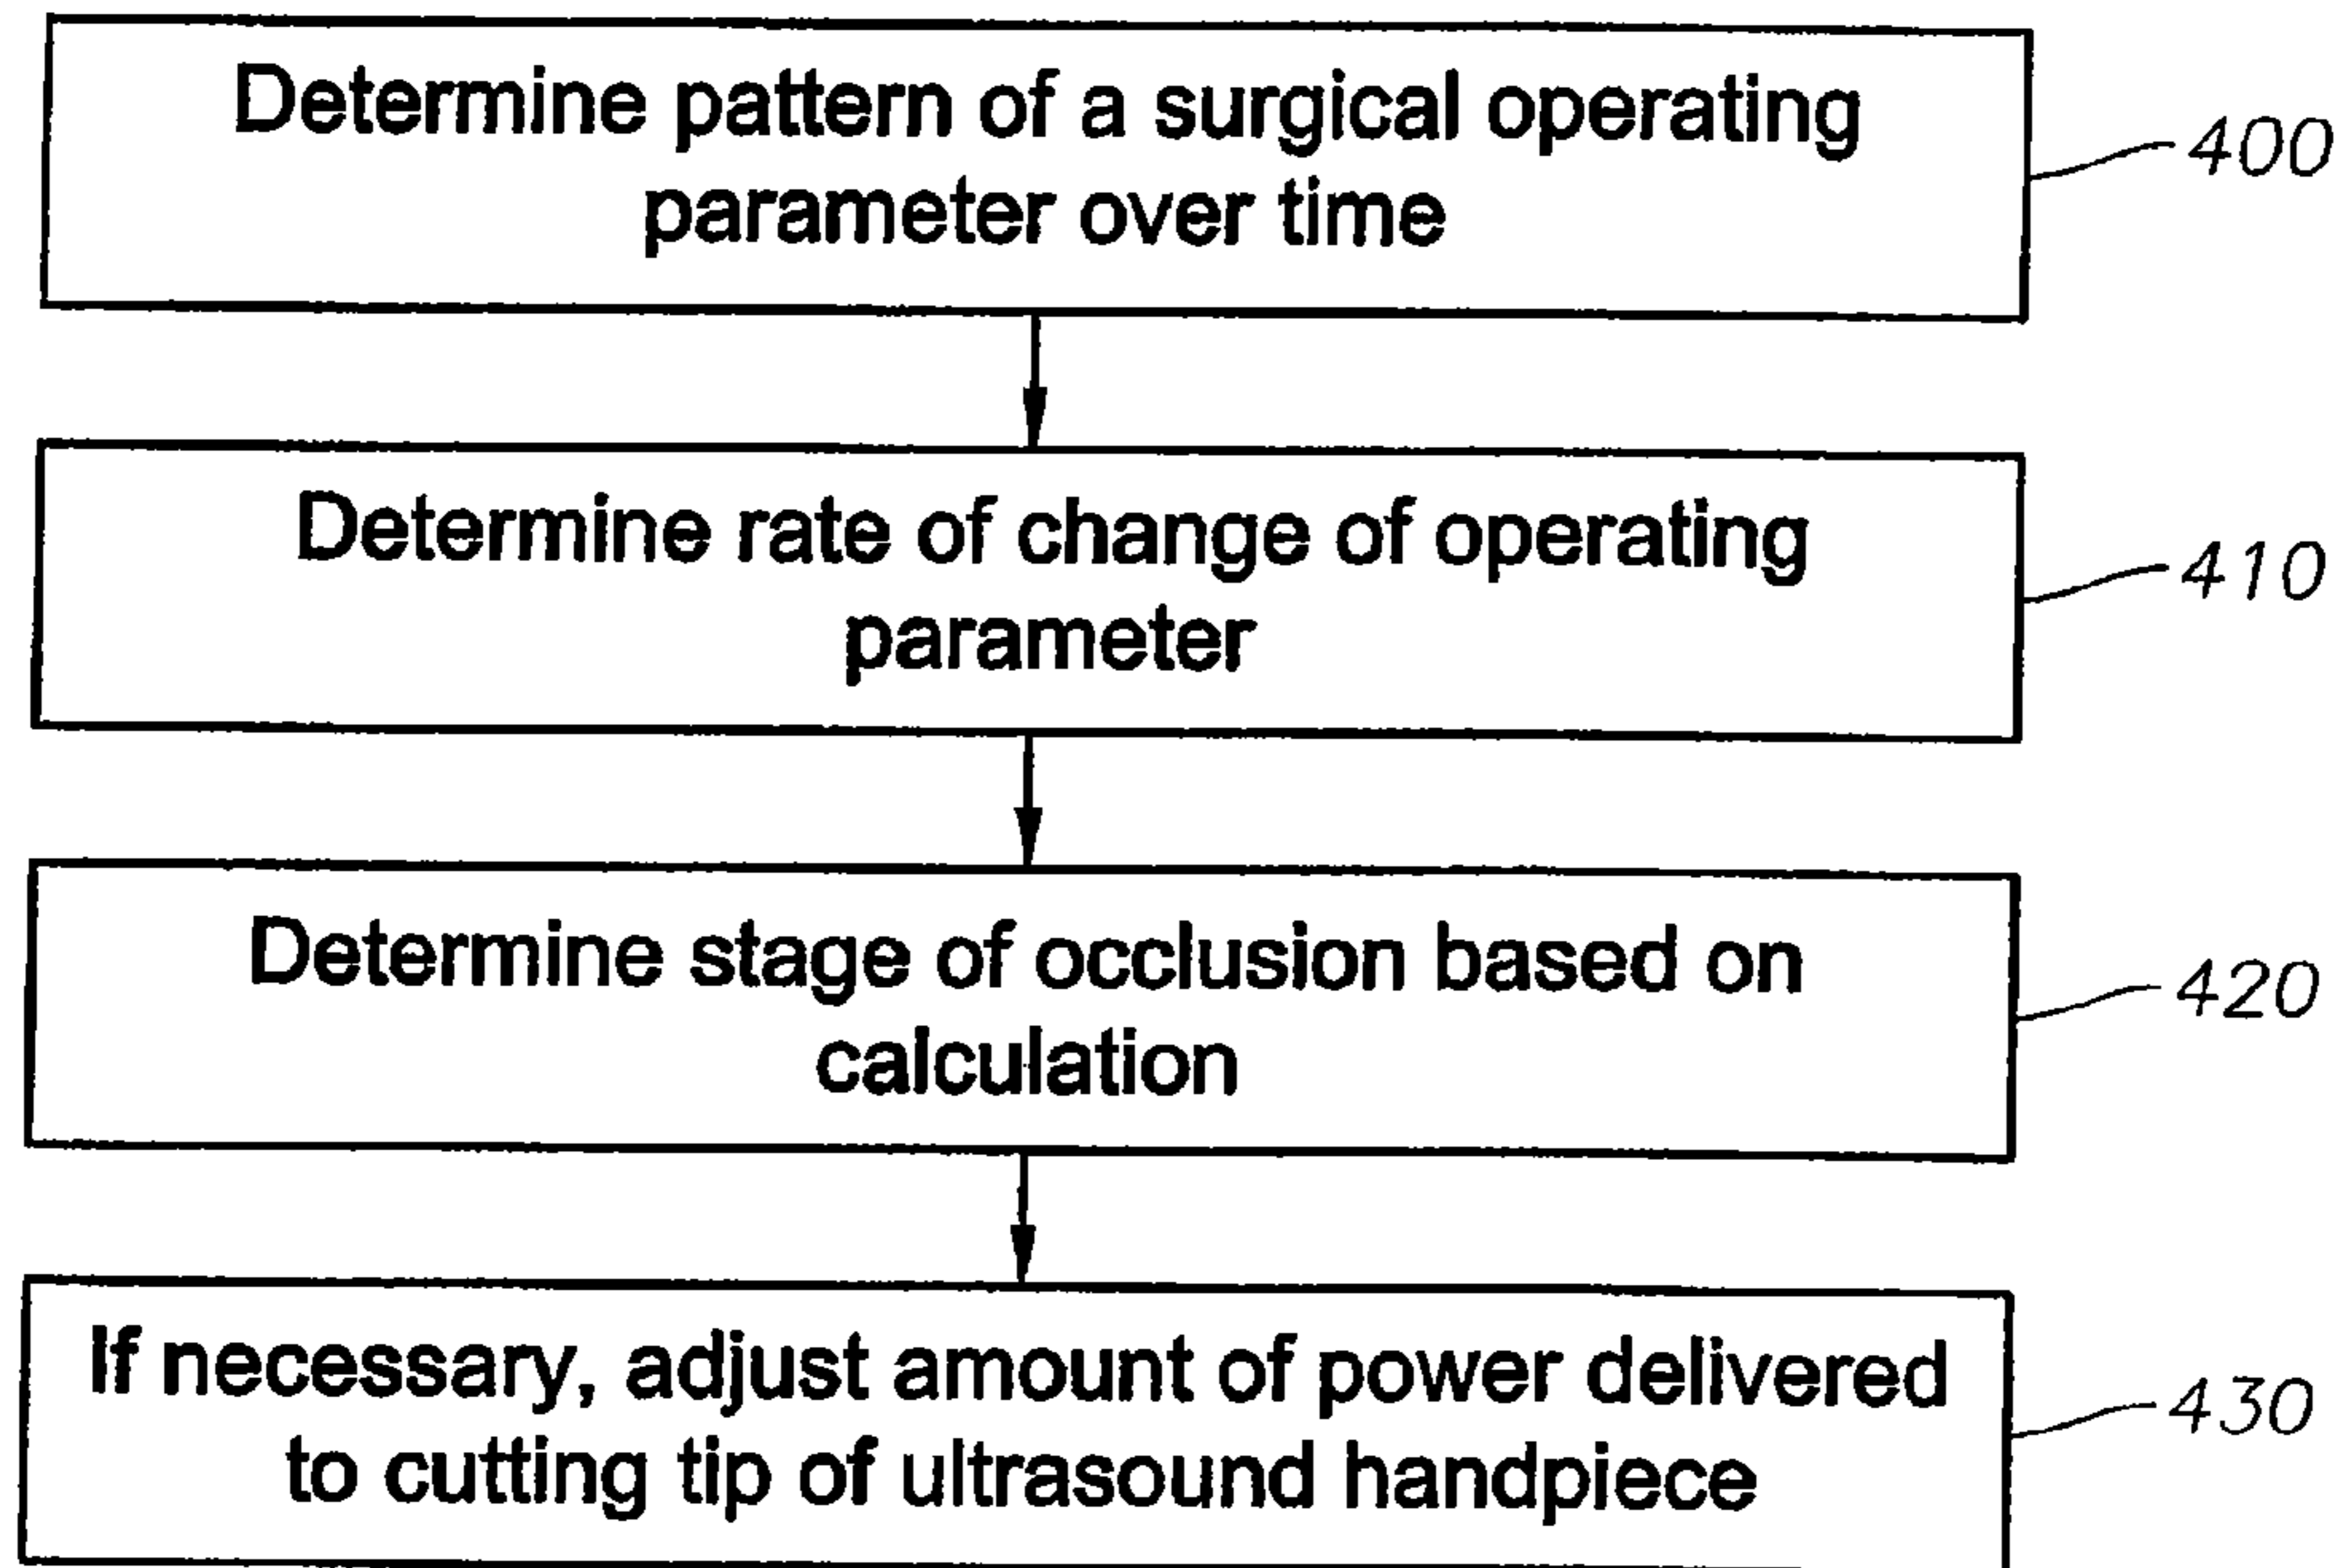 Determine pattern of a surgical operating
parameter over time
400
Determine rate of change of operating
parameter
410
Determine stage of occlusion based on
calculation
420
If necessary, adjust amount of power delivered
to cutting tip of ultrasound handpiece
430